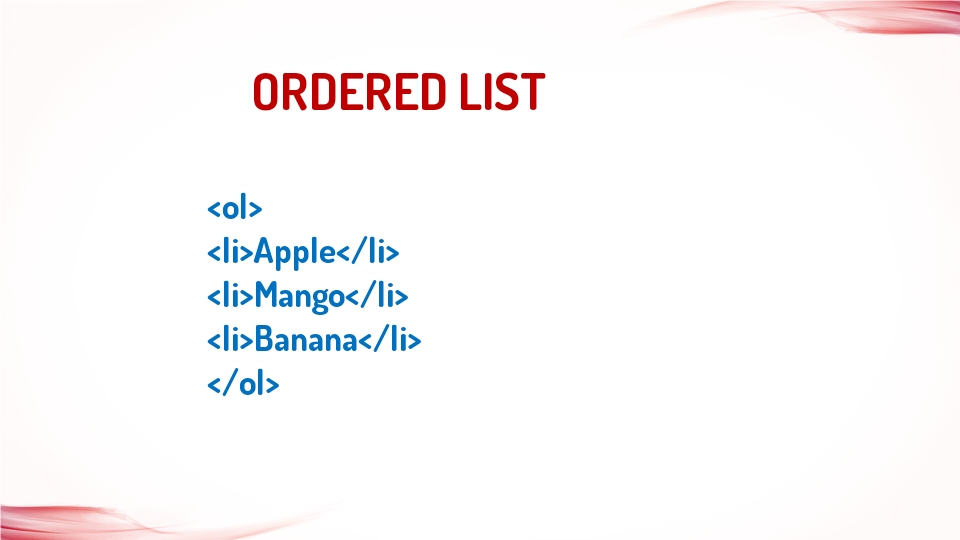 ORDERED LIST
<ol>
<li>Apple</li>
<li>Mango</li>
<li>Banana</li>
</ol>